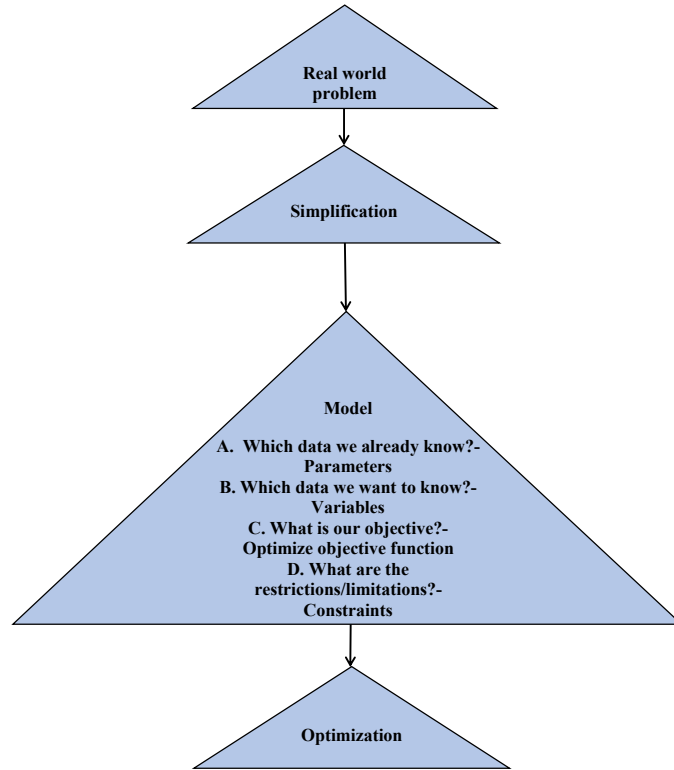 Real world
problem
Simplification
Model
A. Which data we already know?-
Parameters
B. Which data we want to know?-
Variables
C. What is our objective?-
Optimize objective function
D. What are the
restrictions/limitations?-
Constraints
Optimization